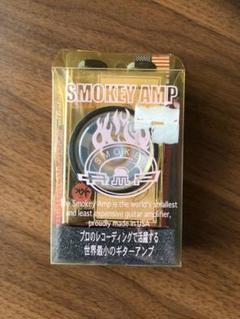 SMOKEY AMP
SMOKEY
The Smokey Amp is the world's smallest
and least expensive guitar amplifier,
proudly made in USA
プロのレコーディングで活躍する
世界最小のギターアンプ